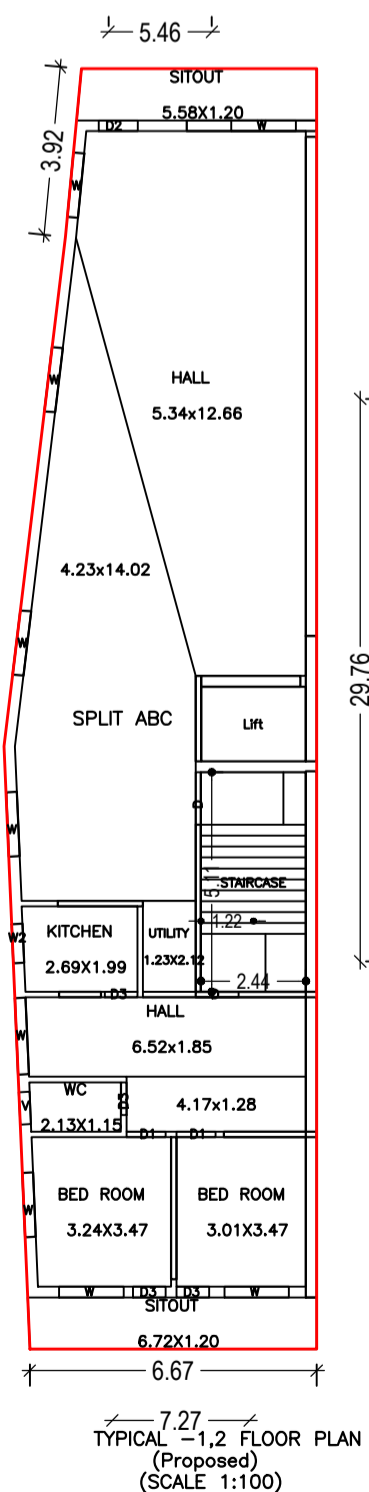 5.46
SITOUT
5.58X1.20
D2
W
3.92
W
HALL
5.34x12.66
W
29.76
4.23x14.02
W
SPLIT ABC
Lift
W
D
5.11
STAIRCASE
KITCHEN
UTILITY
1.22
W2
2.69X1.99
1.23X2.12
2.44
D3
D
HALL
W
6.52x1.85
WC
V
D3
4.17x1.28
2.13X1.15
D1
D1
BED ROOM
BED ROOM
W
3.24X3.47
3.01X3.47
W
D3
D3
W
SITOUT
6.72X1.20
6.67
7.27
TYPICAL -1,2 FLOOR PLAN
(Proposed)
(SCALE 1:100)